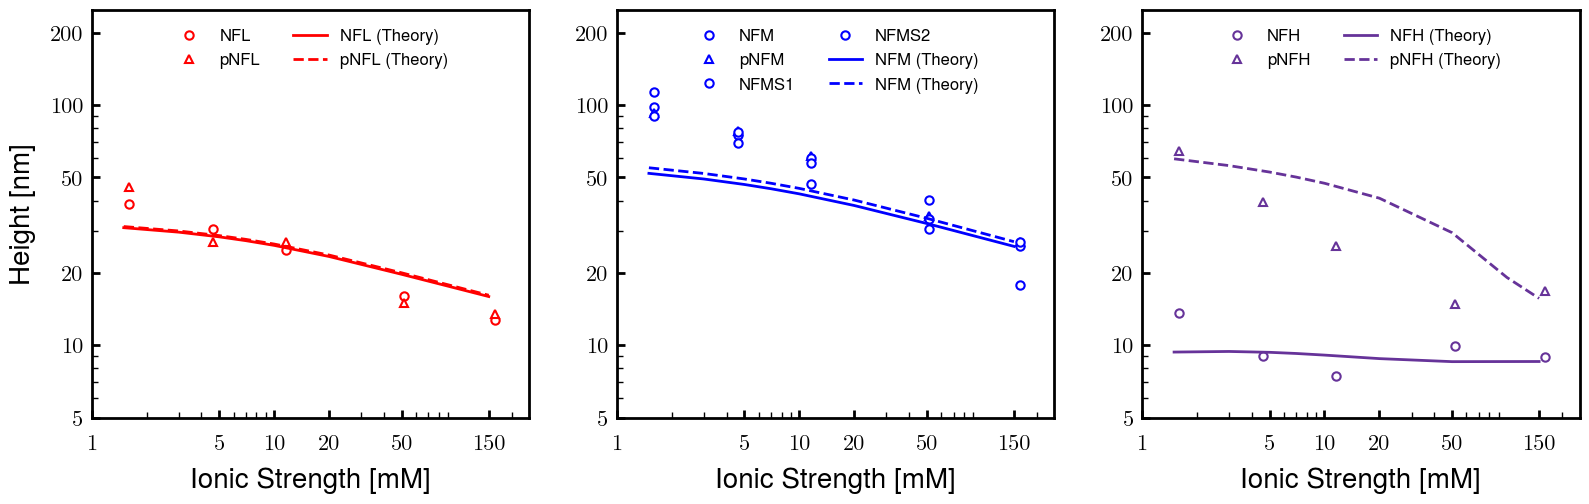 Height [nm]
200
100
50
20
10
5
1 5 10 20 50 150
Ionic Strength [mM]
NFL NFL (Theory)
pNFL pNFL (Theory)
200
100
50
20
10
5
1 5 10 20 50 150
Ionic Strength [mM]
NFM NFMS2
pNFM NFM (Theory)
NFMS1 NFM (Theory)
200
100
50
20
10
5
1 5 10 20 50 150
Ionic Strength [mM]
NFH NFH (Theory)
pNFH pNFH (Theory)